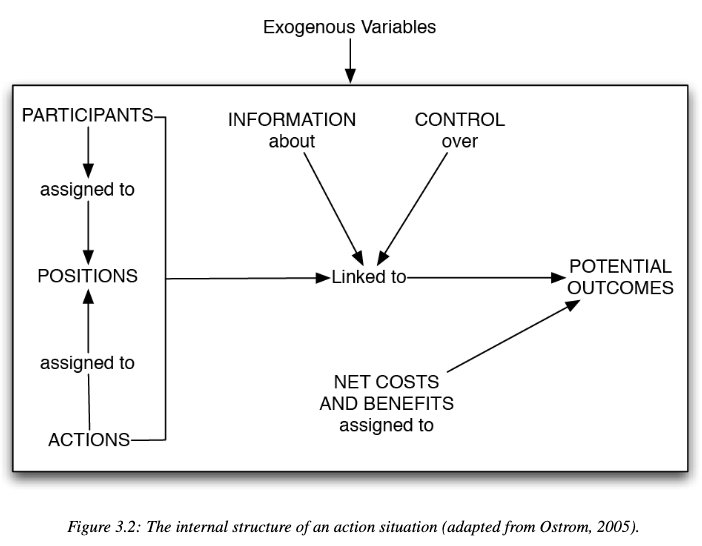 Exogenous Variables
PARTICIPANTS
INFORMATION
about
CONTROL
over
assigned to
POSITIONS
Linked to
POTENTIAL
OUTCOMES
assigned to
NET COSTS
AND BENEFITS
assigned to
ACTIONS
Figure 3.2: The internal structure of an action situation (adapted from Ostrom, 2005).